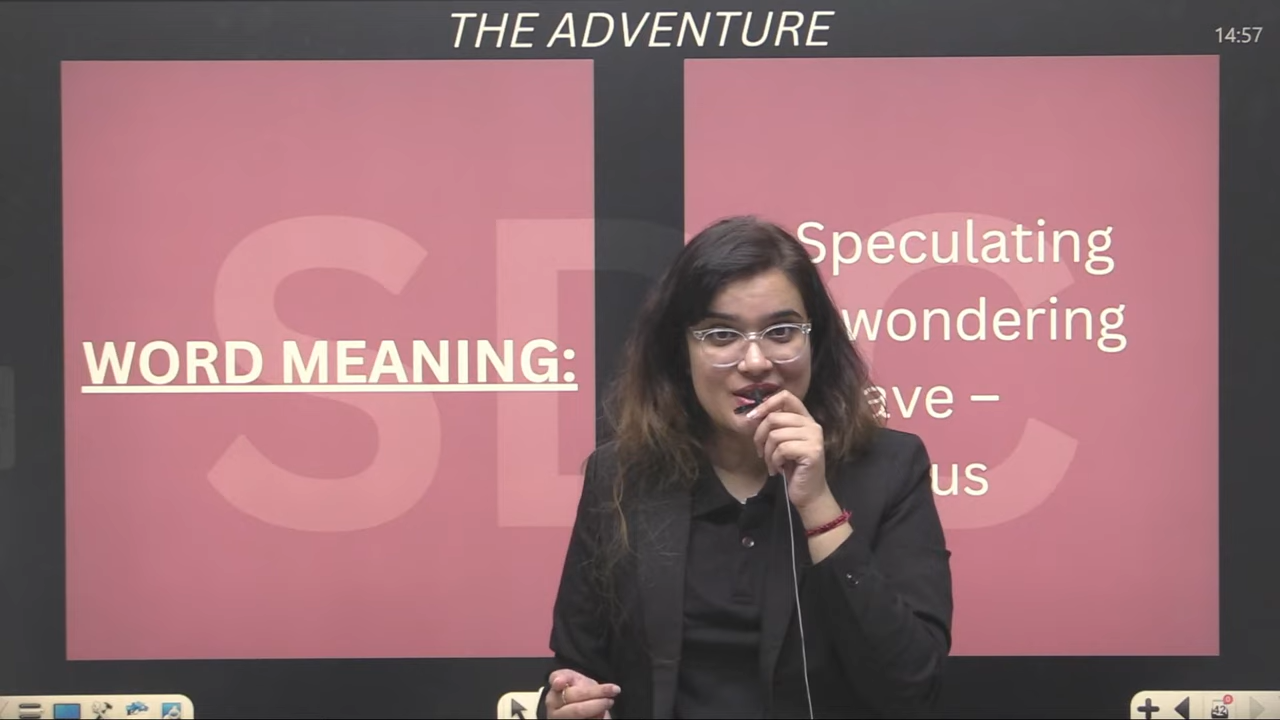 THE ADVENTURE
14:57
WORD MEANING:
Speculating
wondering
–